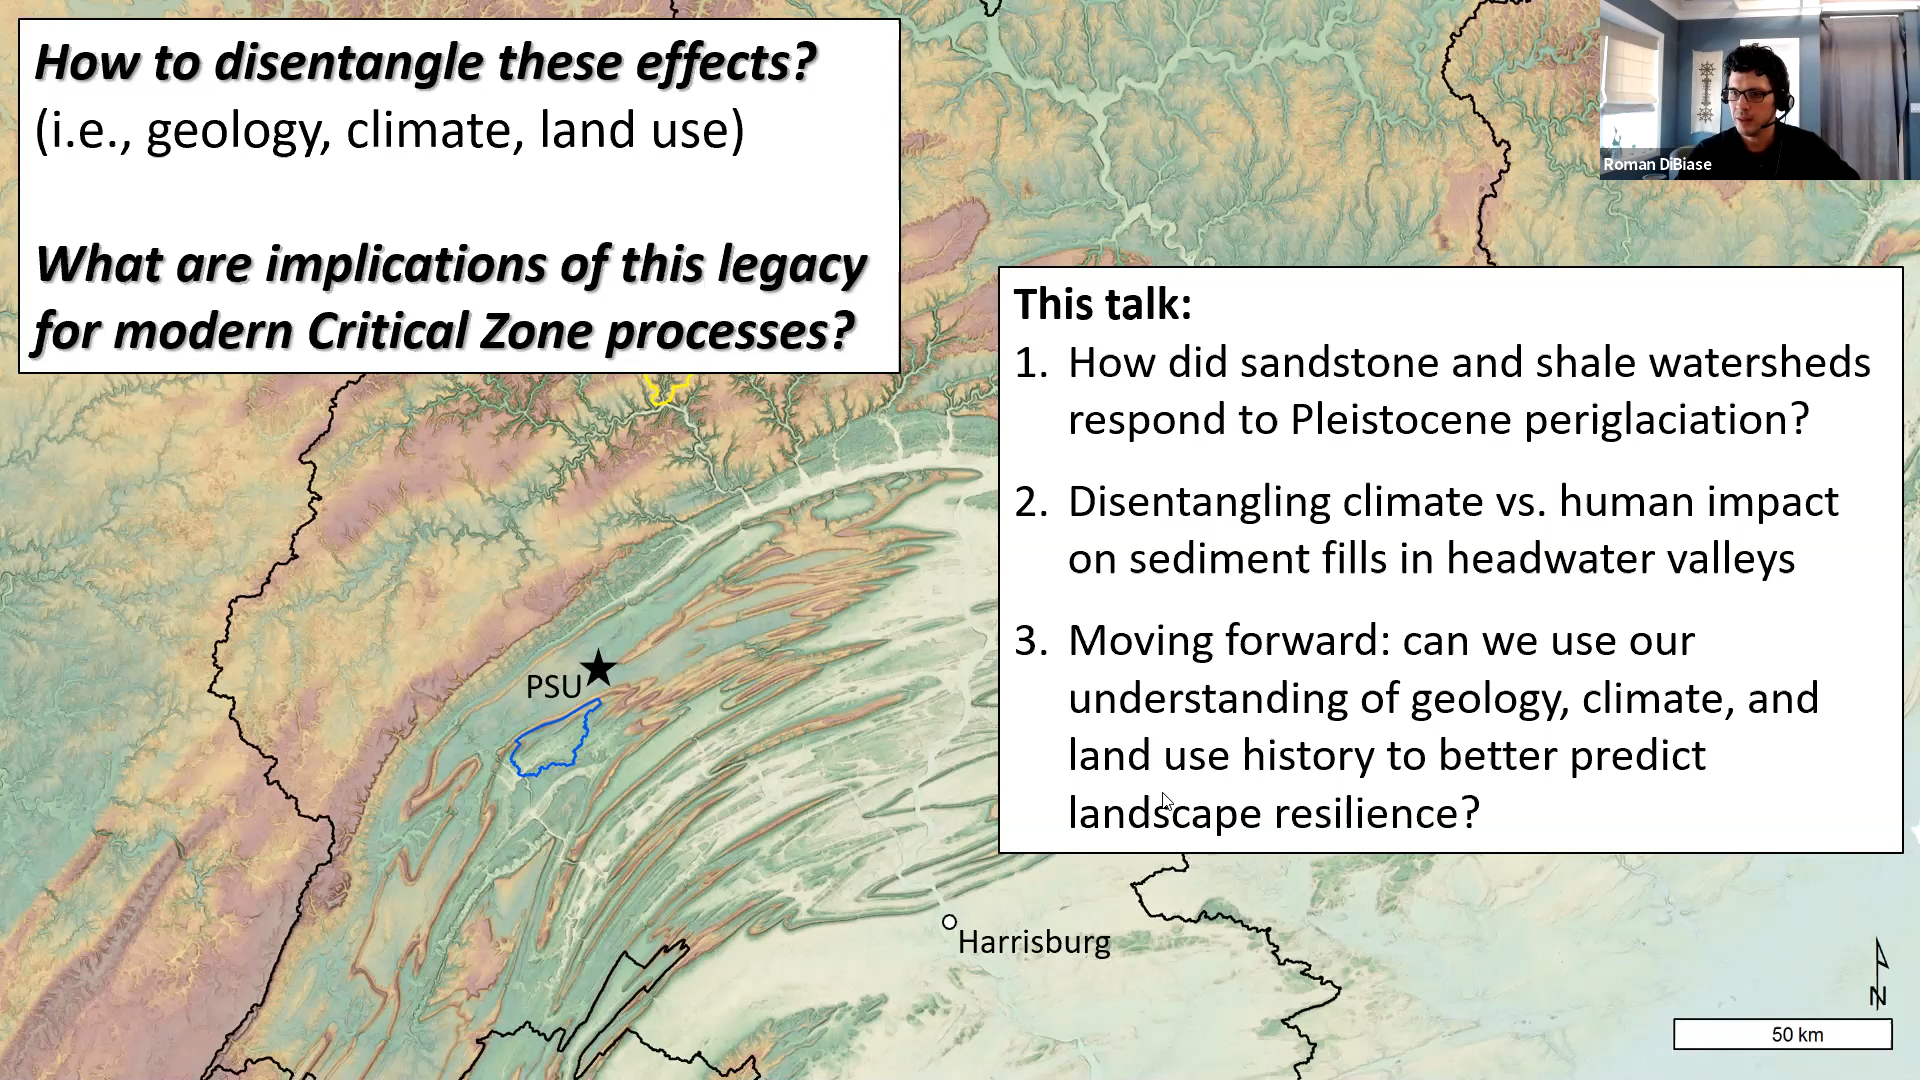 How to disentangle these effects?
(i.e., geology, climate, land use)
What are implications of this legacy
for modern Critical Zone processes?
Roman DiBiase
This talk:
1. How did sandstone and shale watersheds
respond to Pleistocene periglaciation?
2. Disentangling climate vs. human impact
on sediment fills in headwater valleys
3. Moving forward: can we use our
understanding of geology, climate, and
land use history to better predict
landscape resilience?
PSU
Harrisburg
N
50 km